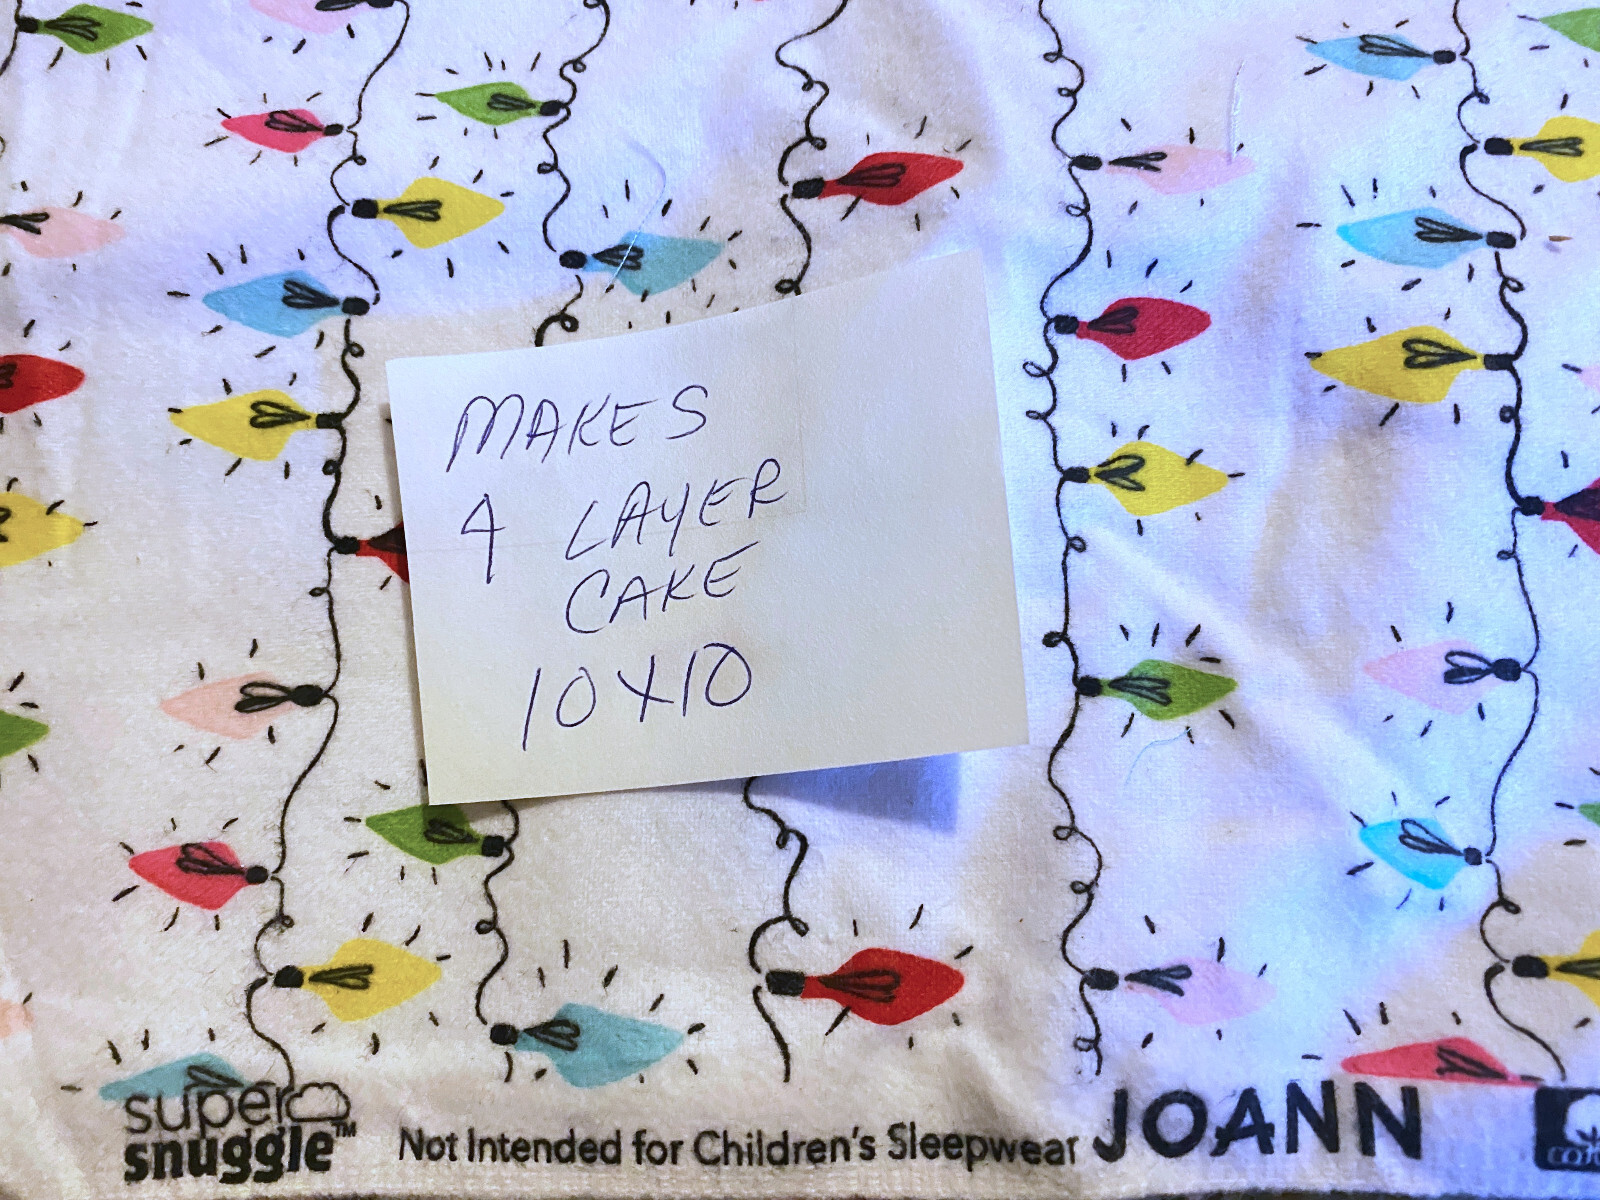 MAKES
4 LAYER
CAKE
10X10
super
snuggle™
Not Intended for Children's Sleepwear
JOANN